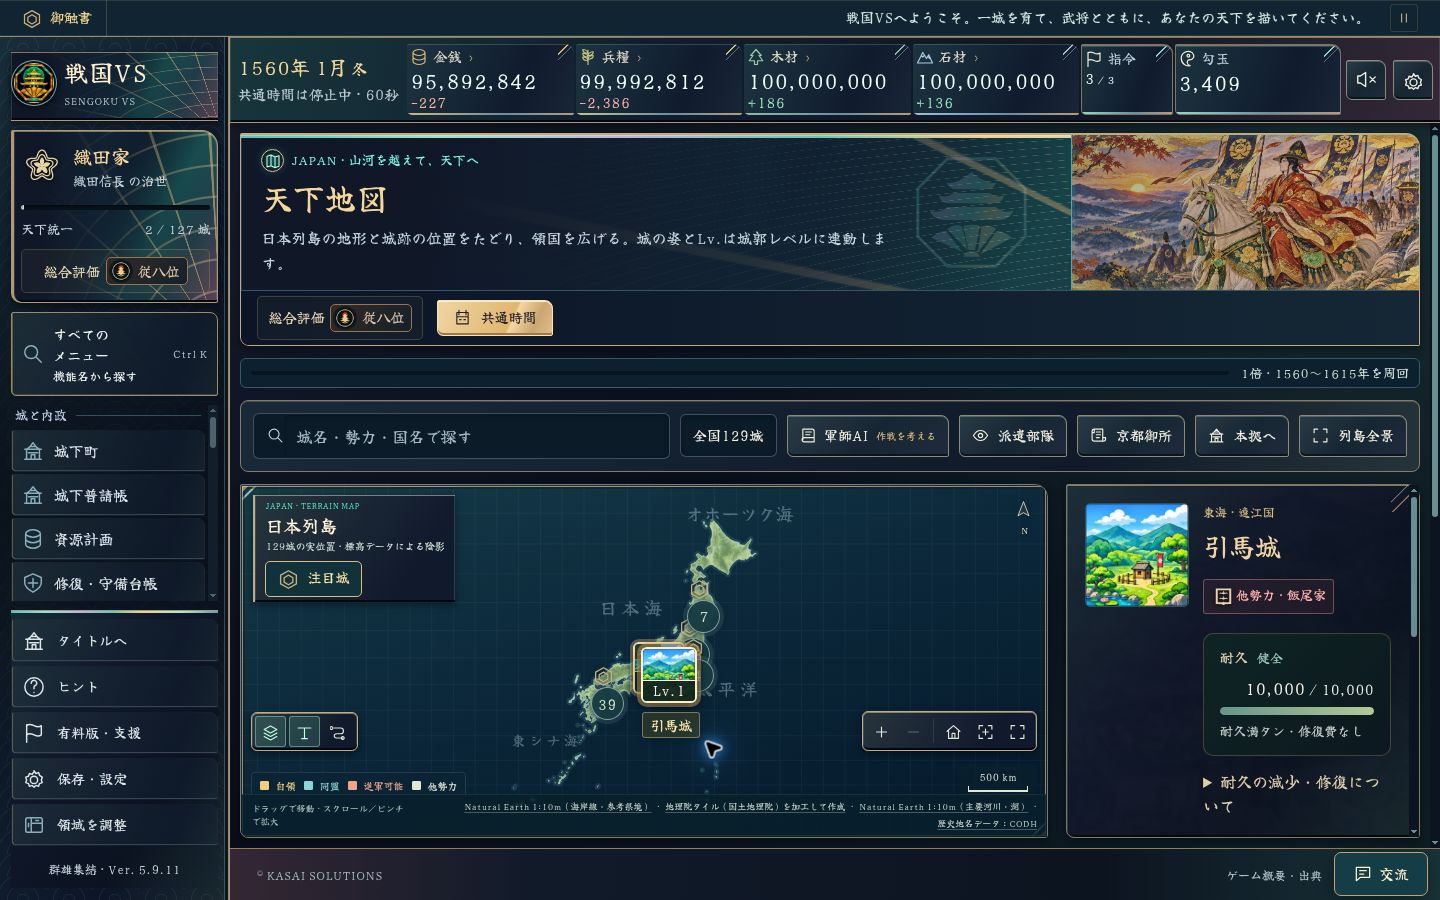 御触書
戦国VSへようこそ。一城を育て、武将とともに、あなたの天下を描いてください。
戦国VS
SENGOKU VS
織田家
織田信長 の治世
天下統一
2 / 127 城
総合評価
従八位
すべての
メニュー
機能名から探す
Ctrl K
城と内政
城下町
城下普請帳
資源計画
修復・守備台帳
タイトルへ
ヒント
有料版・支援
保存・設定
領域を調整
群雄集結・Ver. 5.9.11
1560年 1月 冬
共通時間は停止中・60秒
金銭 ›
95,892,842
-227
兵糧 ›
99,992,812
-2,386
木材 ›
100,000,000
+186
石材 ›
100,000,000
+136
指令
3 / 3
勾玉
3,409
JAPAN・山河を越えて、天下へ
天下地図
日本列島の地形と城跡の位置をたどり、領国を広げる。城の姿とLv.は城郭レベルに連動しま
す。
総合評価
従八位
共通時間
1倍・1560〜1615年を周回
城名・勢力・国名で探す
全国129城
軍師AI 作戦を考える
派遣部隊
京都御所
本拠へ
列島全景
JAPAN・TERRAIN MAP
日本列島
129城の実位置・標高データによる陰影
注目城
オホーツク海
N
日本海
7
Lv.1
平洋
39
引馬城
東シナ海
自領
同盟
進軍可能
他勢力
500 km
ドラッグで移動・スクロール／ピンチ
で拡大
Natural Earth 1:10m（海岸線・参考県境）・地理院タイル（国土地理院）を加工して作成・Natural Earth 1:10m（主要河川・湖）・
歴史地名データ：CODH
東海・遠江国
引馬城
他勢力・飯尾家
耐久 健全
10,000 / 10,000
耐久満タン・修復費なし
▶ 耐久の減少・修復につ
いて
© KASAI SOLUTIONS
ゲーム概要・出典
交流